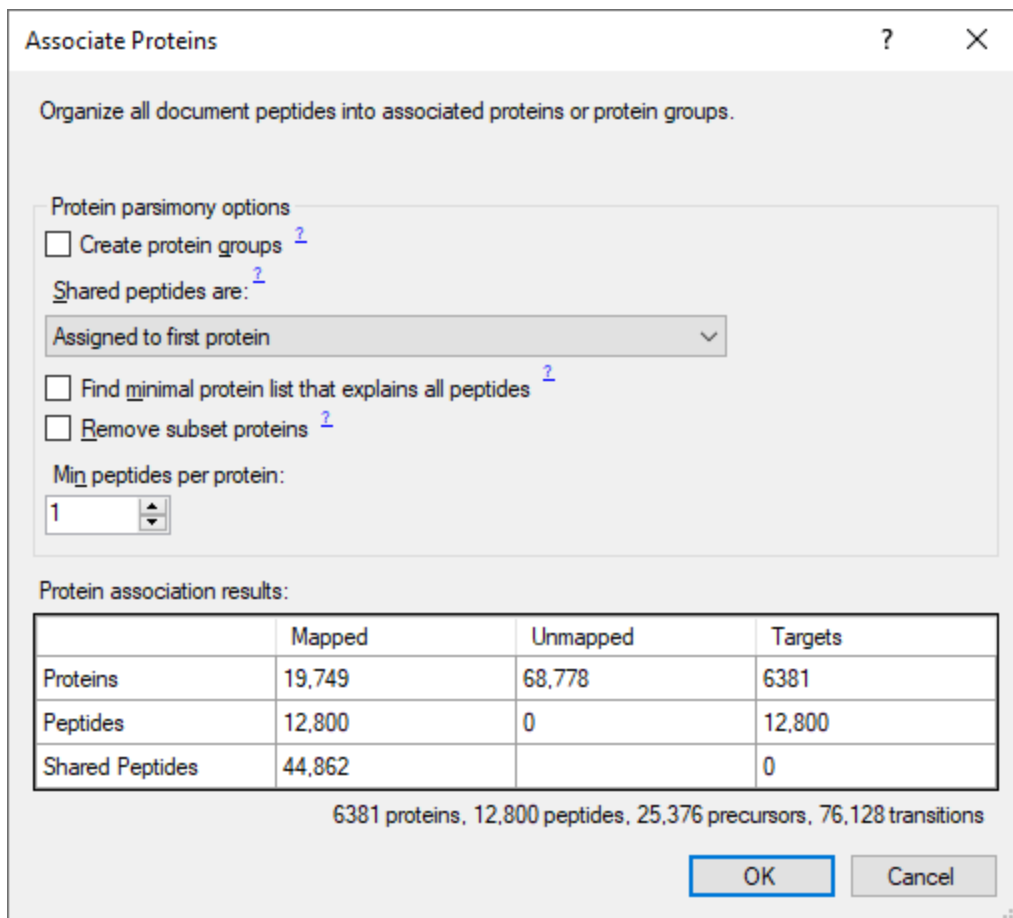 Associate Proteins ?
Organize all document peptides into associated proteins or protein groups.
Protein parsimony options
Create protein groups ?
Shared peptides are: ?
Assigned to first protein
Find minimal protein list that explains all peptides ?
Remove subset proteins ?
Min peptides per protein:
1
Protein association results:
Mapped Unmapped Targets
Proteins 19,749 68,778 6381
Peptides 12,800 0 12,800
Shared Peptides 44,862 0
6381 proteins, 12,800 peptides, 25,376 precursors, 76,128 transitions
OK Cancel